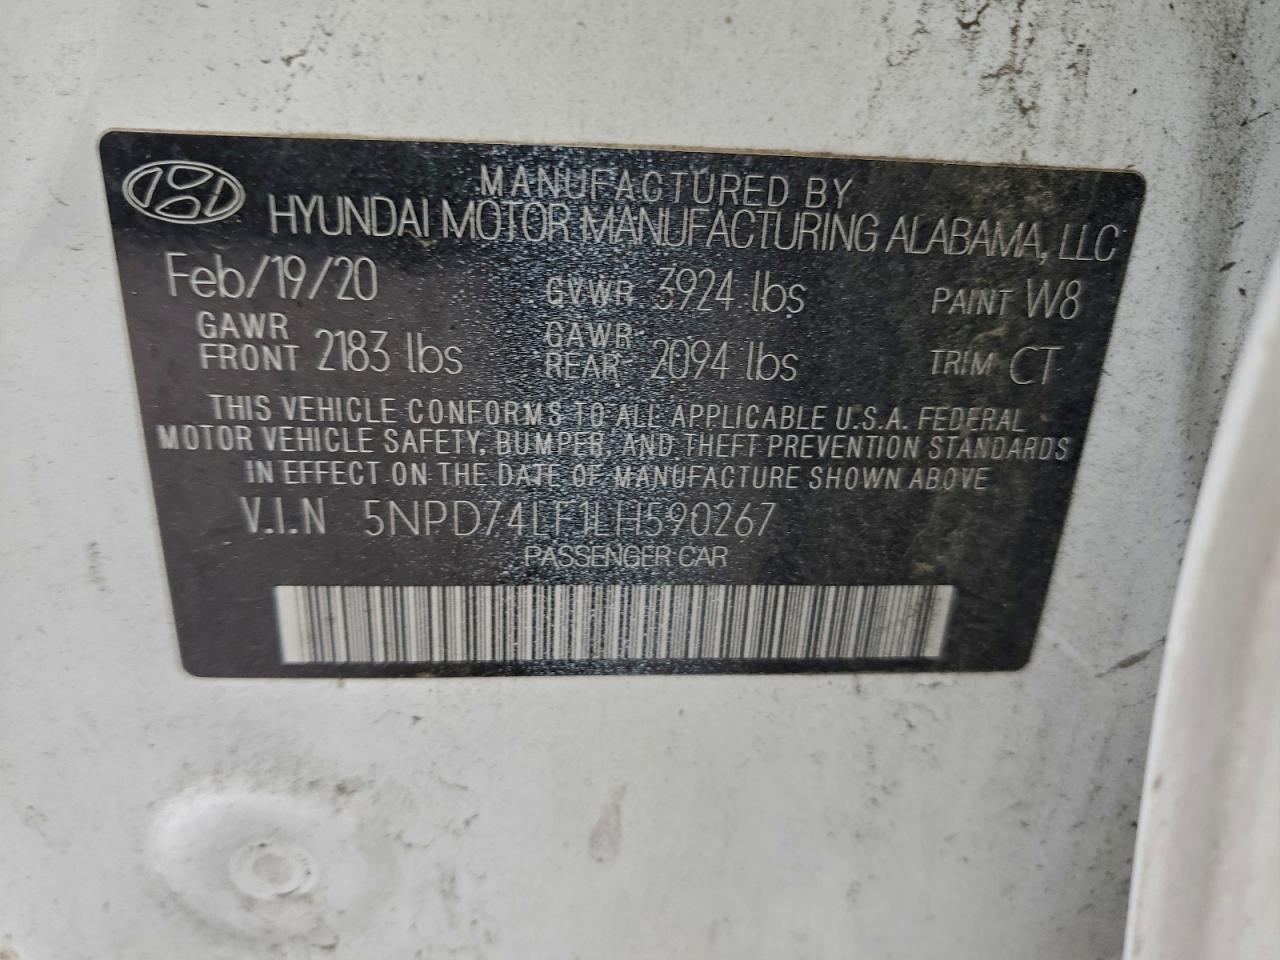 MANUFACTURED BY
HYUNDAI MOTOR MANUFACTURING ALABAMA, LLC
Feb/19/20 GVWR 3924 lbs PAINT W8
GAWR FRONT 2183 lbs GAWR REAR 2094 lbs TRIM CT
THIS VEHICLE CONFORMS TO ALL APPLICABLE U.S.A. FEDERAL
MOTOR VEHICLE SAFETY, BUMPER, AND THEFT PREVENTION STANDARDS
IN EFFECT ON THE DATE OF MANUFACTURE SHOWN ABOVE
V.I.N 5NPD74LF1LH590267
PASSENGER CAR